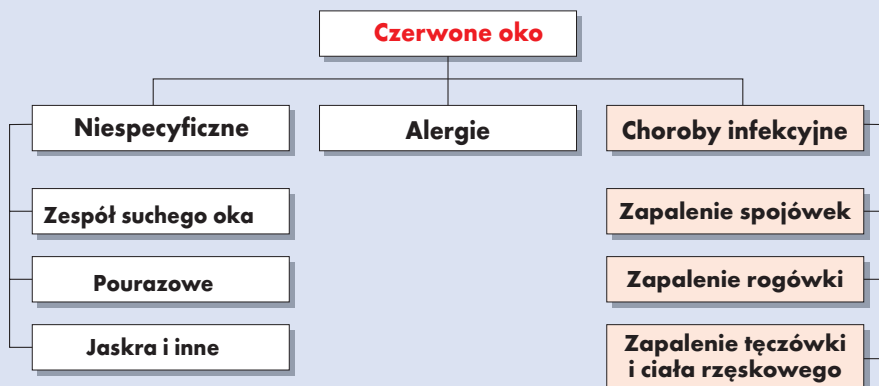 Czerwone oko
Niespecyficzne
Alergie
Choroby infekcyjne
Zespół suchego oka
Zapalenie spojówek
Pourazowe
Zapalenie rogówki
Jaskra i inne
Zapalenie tęczówki
i ciała rzęskowego